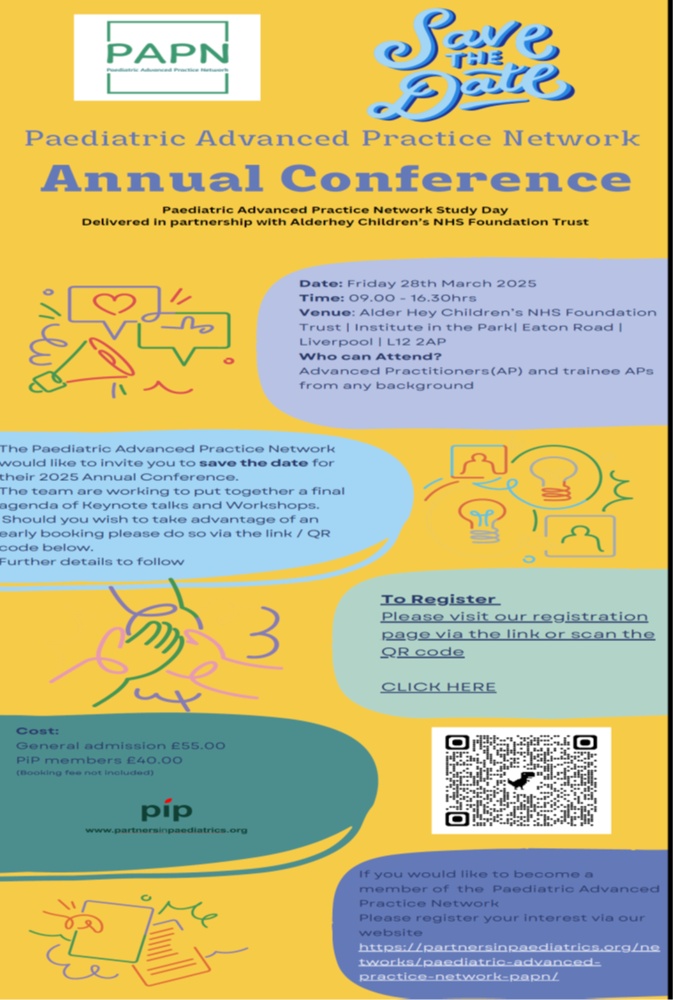 PAPN
Paediatric Advanced Practice Network
Save
THE
Date
Paediatric Advanced Practice Network
Annual Conference
Paediatric Advanced Practice Network Study Day
Delivered in partnership with Alderhey Children's NHS Foundation Trust
Date: Friday 28th March 2025
Time: 09.00 - 16.30hrs
Venue: Alder Hey Children's NHS Foundation
Trust | Institute in the Park| Eaton Road |
Liverpool | L12 2AP
Who can Attend?
Advanced Practitioners(AP) and trainee APs
from any background
The Paediatric Advanced Practice Network
would like to invite you to save the date for
their 2025 Annual Conference.
The team are working to put together a final
agenda of Keynote talks and Workshops.
Should you wish to take advantage of an
early booking please do so via the link / QR
code below.
Further details to follow
To Register
Please visit our registration
page via the link or scan the
QR code
CLICK HERE
Cost:
General admission £55.00
PiP members £40.00
(Booking fee not included)
pip
www.partnersinpaediatrics.org
If you would like to become a
member of the Paediatric Advanced
Practice Network
Please register your interest via our
website
https://partnersinpaediatrics.org/ne
tworks/paediatric-advanced-
practice-network-papn/